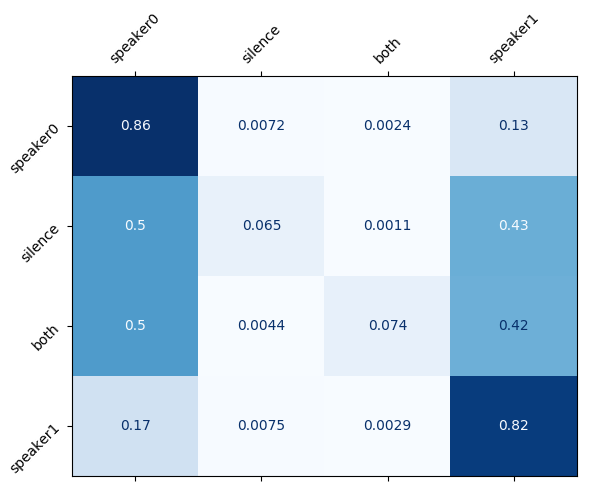 speaker0 silence both speaker1
speaker0 0.86 0.0072 0.0024 0.13
silence 0.5 0.065 0.0011 0.43
both 0.5 0.0044 0.074 0.42
speaker1 0.17 0.0075 0.0029 0.82